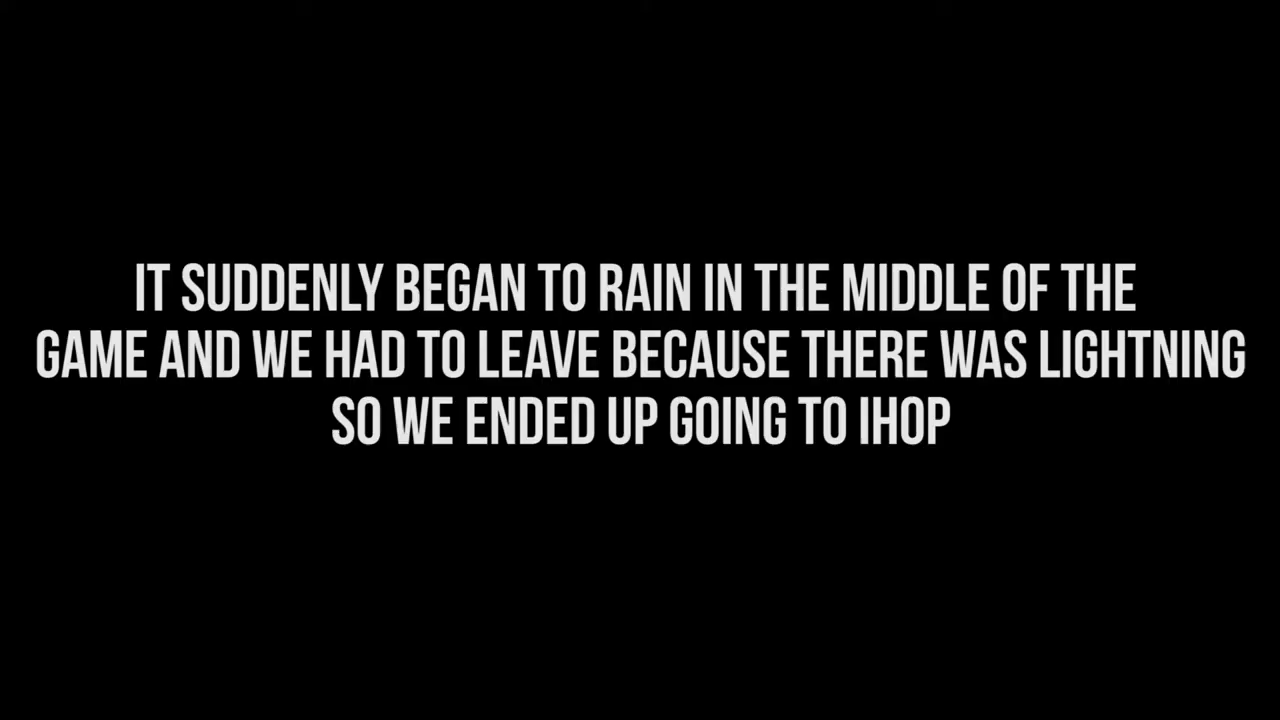 IT SUDDENLY BEGAN TO RAIN IN THE MIDDLE OF THE
GAME AND WE HAD TO LEAVE BECAUSE THERE WAS LIGHTNING
SO WE ENDED UP GOING TO IHOP